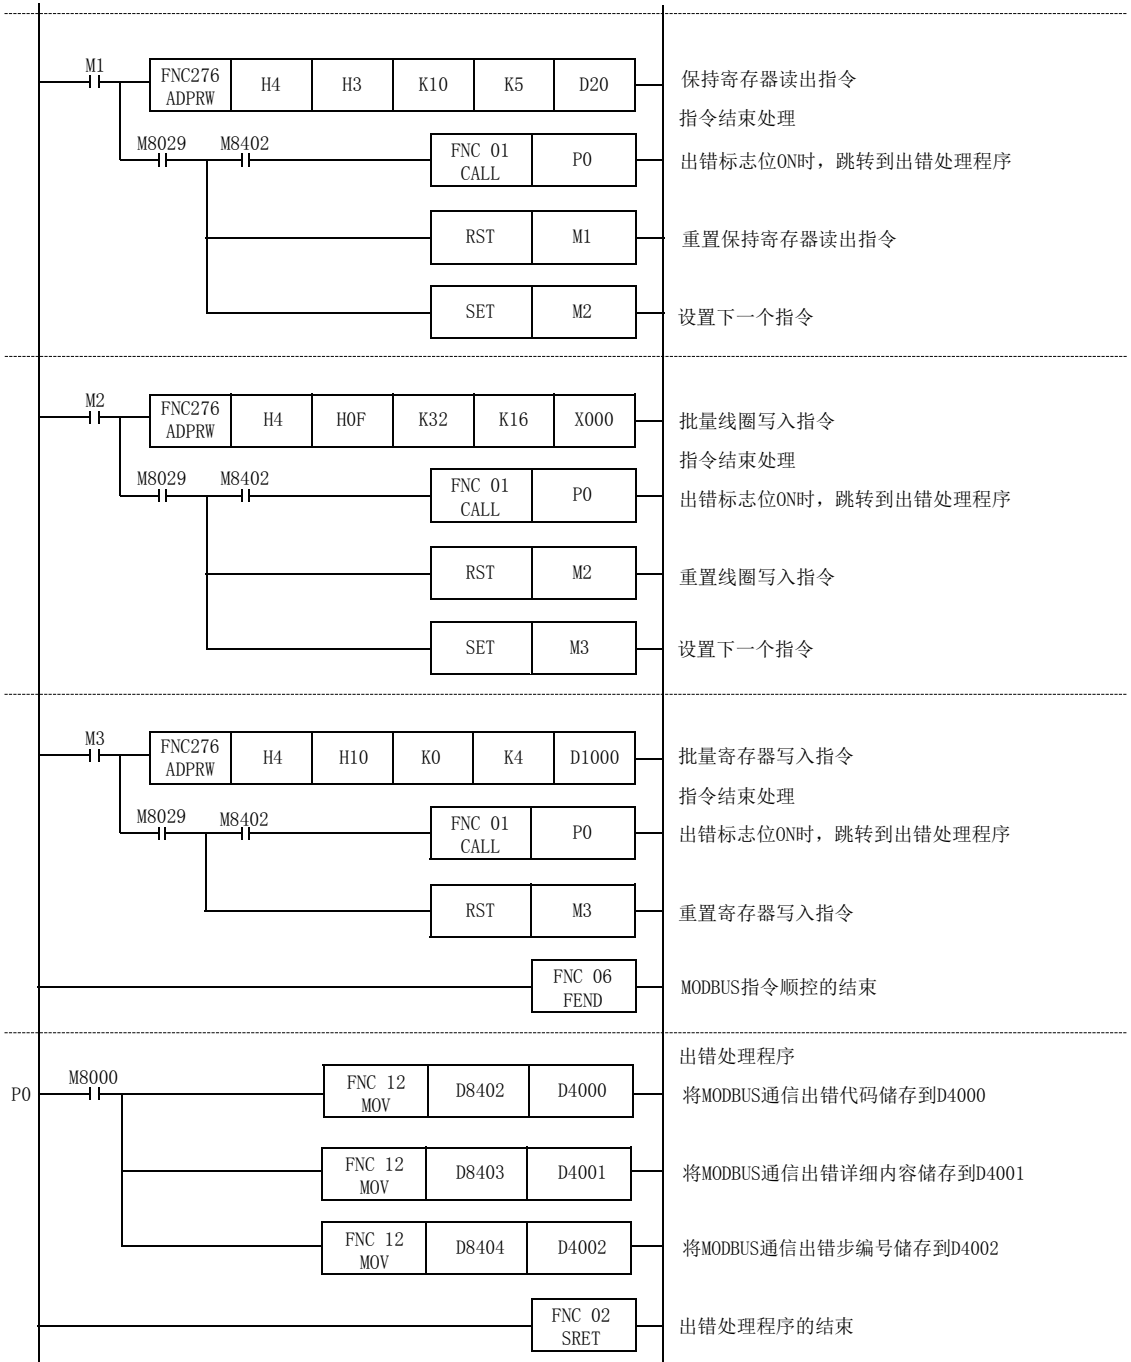 M1
FNC276 ADPRW H4 H3 K10 K5 D20 保持寄存器读出指令
指令结束处理
M8029 M8402 FNC 01 CALL P0 出错标志位ON时，跳转到出错处理程序
RST M1 重置保持寄存器读出指令
SET M2 设置下一个指令
M2
FNC276 ADPRW H4 H0F K32 K16 X000 批量线圈写入指令
指令结束处理
M8029 M8402 FNC 01 CALL P0 出错标志位ON时，跳转到出错处理程序
RST M2 重置线圈写入指令
SET M3 设置下一个指令
M3
FNC276 ADPRW H4 H10 K0 K4 D1000 批量寄存器写入指令
指令结束处理
M8029 M8402 FNC 01 CALL P0 出错标志位ON时，跳转到出错处理程序
RST M3 重置寄存器写入指令
FNC 06 FEND MODBUS指令顺控的结束
出错处理程序
P0 M8000 FNC 12 MOV D8402 D4000 将MODBUS通信出错代码储存到D4000
FNC 12 MOV D8403 D4001 将MODBUS通信出错详细内容储存到D4001
FNC 12 MOV D8404 D4002 将MODBUS通信出错步编号储存到D4002
FNC 02 SRET 出错处理程序的结束